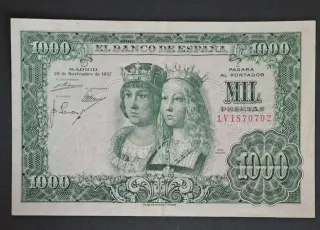 1000 1000
EL BANCO DE ESPAÑA
MADRID
29 de Noviembre de 1957
PAGARÁ
AL PORTADOR
MIL
PESETAS
1V1870702
1000 1000